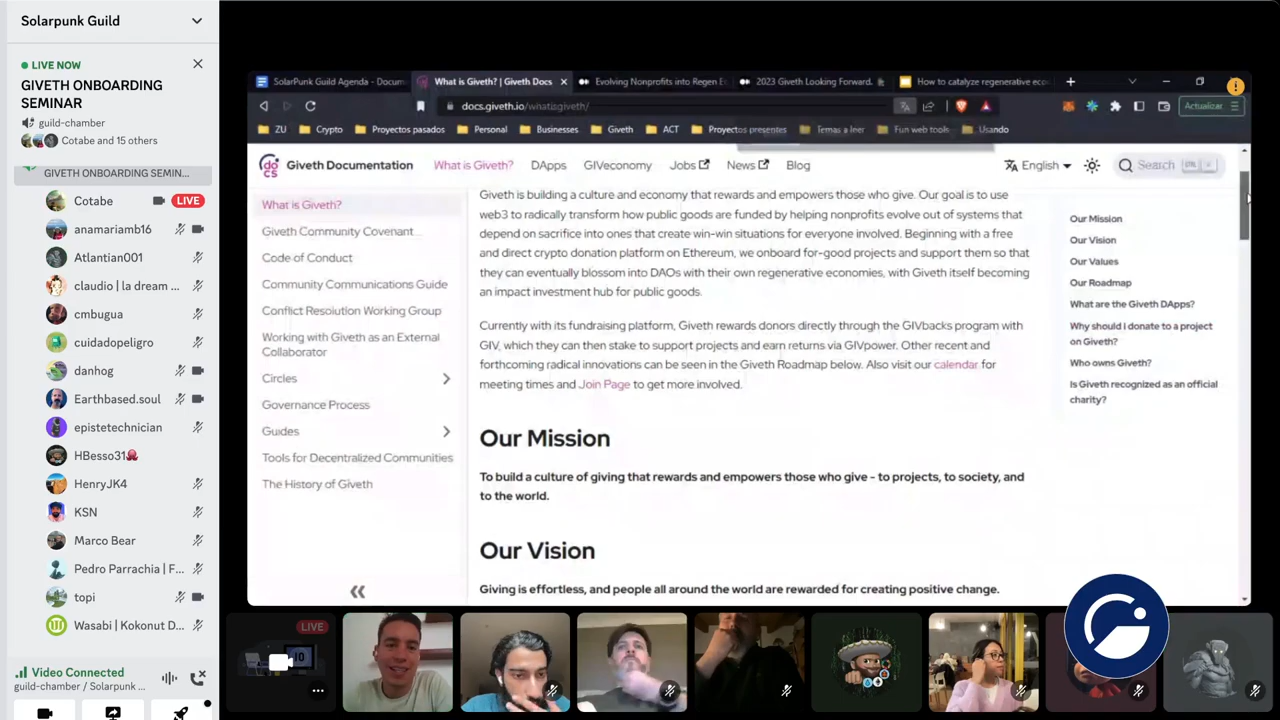 Solarpunk Guild
LIVE NOW
GIVETH ONBOARDING
SEMINAR
guild-chamber
Cotabe and 15 others
GIVETH ONBOARDING SEMIN...
Cotabe
LIVE
anamariamb16
Atlantian001
claudio | la dream ...
cmbugua
cuidadopeligro
danhog
Earthbased.soul
epistetechnician
HBesso31
HenryJK4
KSN
Marco Bear
Pedro Parrachia | F...
topi
Wasabi | Kokonut D...
Video Connected
guild-chamber / Solarpunk ...
SolarPunk Guild Agenda - Docum
What is Giveth? | Giveth Docs
Evolving Nonprofits into Regen E
2023 Giveth Looking Forward.
How to catalyze regenerative eco
docs.giveth.io/whatisgiveth/
Actualizar
ZU
Crypto
Proyectos pasados
Personal
Businesses
Giveth
ACT
Proyectos presentes
Temas a leer
Fun web tools
Usando
Giveth Documentation
What is Giveth?
DApps
GIVeconomy
Jobs
News
Blog
English
Search
What is Giveth?
Giveth Community Covenant
Code of Conduct
Community Communications Guide
Conflict Resolution Working Group
Working with Giveth as an External
Collaborator
Circles
Governance Process
Guides
Tools for Decentralized Communities
The History of Giveth
Giveth is building a culture and economy that rewards and empowers those who give. Our goal is to use
web3 to radically transform how public goods are funded by helping nonprofits evolve out of systems that
depend on sacrifice into ones that create win-win situations for everyone involved. Beginning with a free
and direct crypto donation platform on Ethereum, we onboard for-good projects and support them so that
they can eventually blossom into DAOs with their own regenerative economies, with Giveth itself becoming
an impact investment hub for public goods.
Currently with its fundraising platform, Giveth rewards donors directly through the GIVbacks program with
GIV, which they can then stake to support projects and earn returns via GIVpower. Other recent and
forthcoming radical innovations can be seen in the Giveth Roadmap below. Also visit our calendar for
meeting times and Join Page to get more involved.
Our Mission
To build a culture of giving that rewards and empowers those who give - to projects, to society, and
to the world.
Our Vision
Giving is effortless, and people all around the world are rewarded for creating positive change.
Our Mission
Our Vision
Our Values
Our Roadmap
What are the Giveth DApps?
Why should i donate to a project
on Giveth?
Who owns Giveth?
Is Giveth recognized as an official
charity?
LIVE